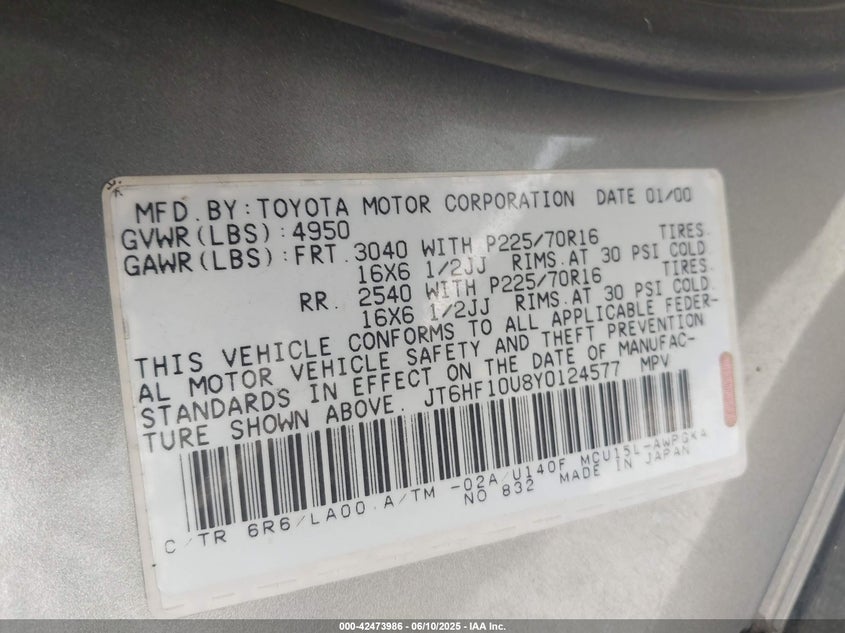 MFD.BY:TOYOTA MOTOR CORPORATION DATE 01/00
GVWR(LBS):4950
GAWR(LBS):FRT. 3040 WITH P225/70R16 TIRES.
16X6 1/2JJ RIMS.AT 30 PSI COLD.
RR. 2540 WITH P225/70R16 TIRES.
16X6 1/2JJ RIMS.AT 30 PSI COLD.
THIS VEHICLE CONFORMS TO ALL APPLICABLE FEDER-
AL MOTOR VEHICLE SAFETY AND THEFT PREVENTION
STANDARDS IN EFFECT ON THE DATE OF MANUFAC-
TURE SHOWN ABOVE. JT6HF10U8Y0124577 MPV
C/TR 6R6/LA00 A/TM -02A/U140F MCU15L-AWPGKA
NO 832 MADE IN JAPAN
000-42473986 - 06/10/2025 - IAA Inc.